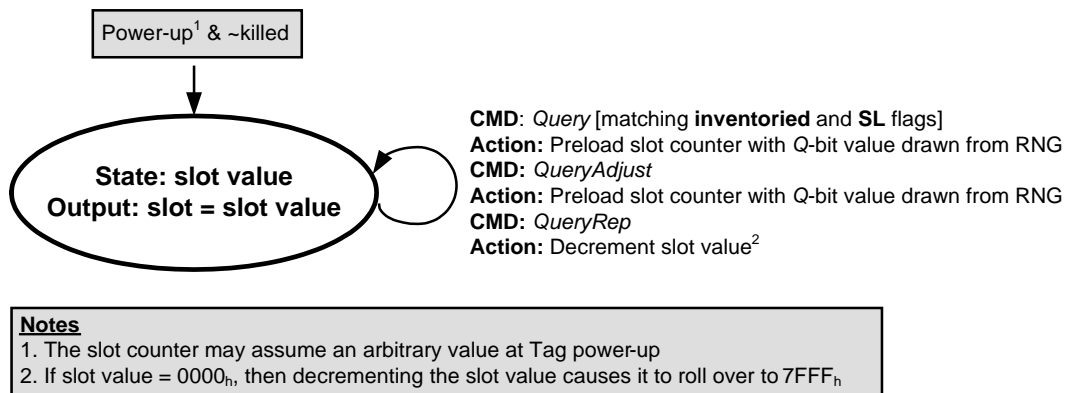 Power-up¹ & ~killed
State: slot value
Output: slot = slot value
CMD: Query [matching inventoried and SL flags]
Action: Preload slot counter with Q-bit value drawn from RNG
CMD: QueryAdjust
Action: Preload slot counter with Q-bit value drawn from RNG
CMD: QueryRep
Action: Decrement slot value²
Notes
1. The slot counter may assume an arbitrary value at Tag power-up
2. If slot value = 0000ₕ, then decrementing the slot value causes it to roll over to 7FFFₕ